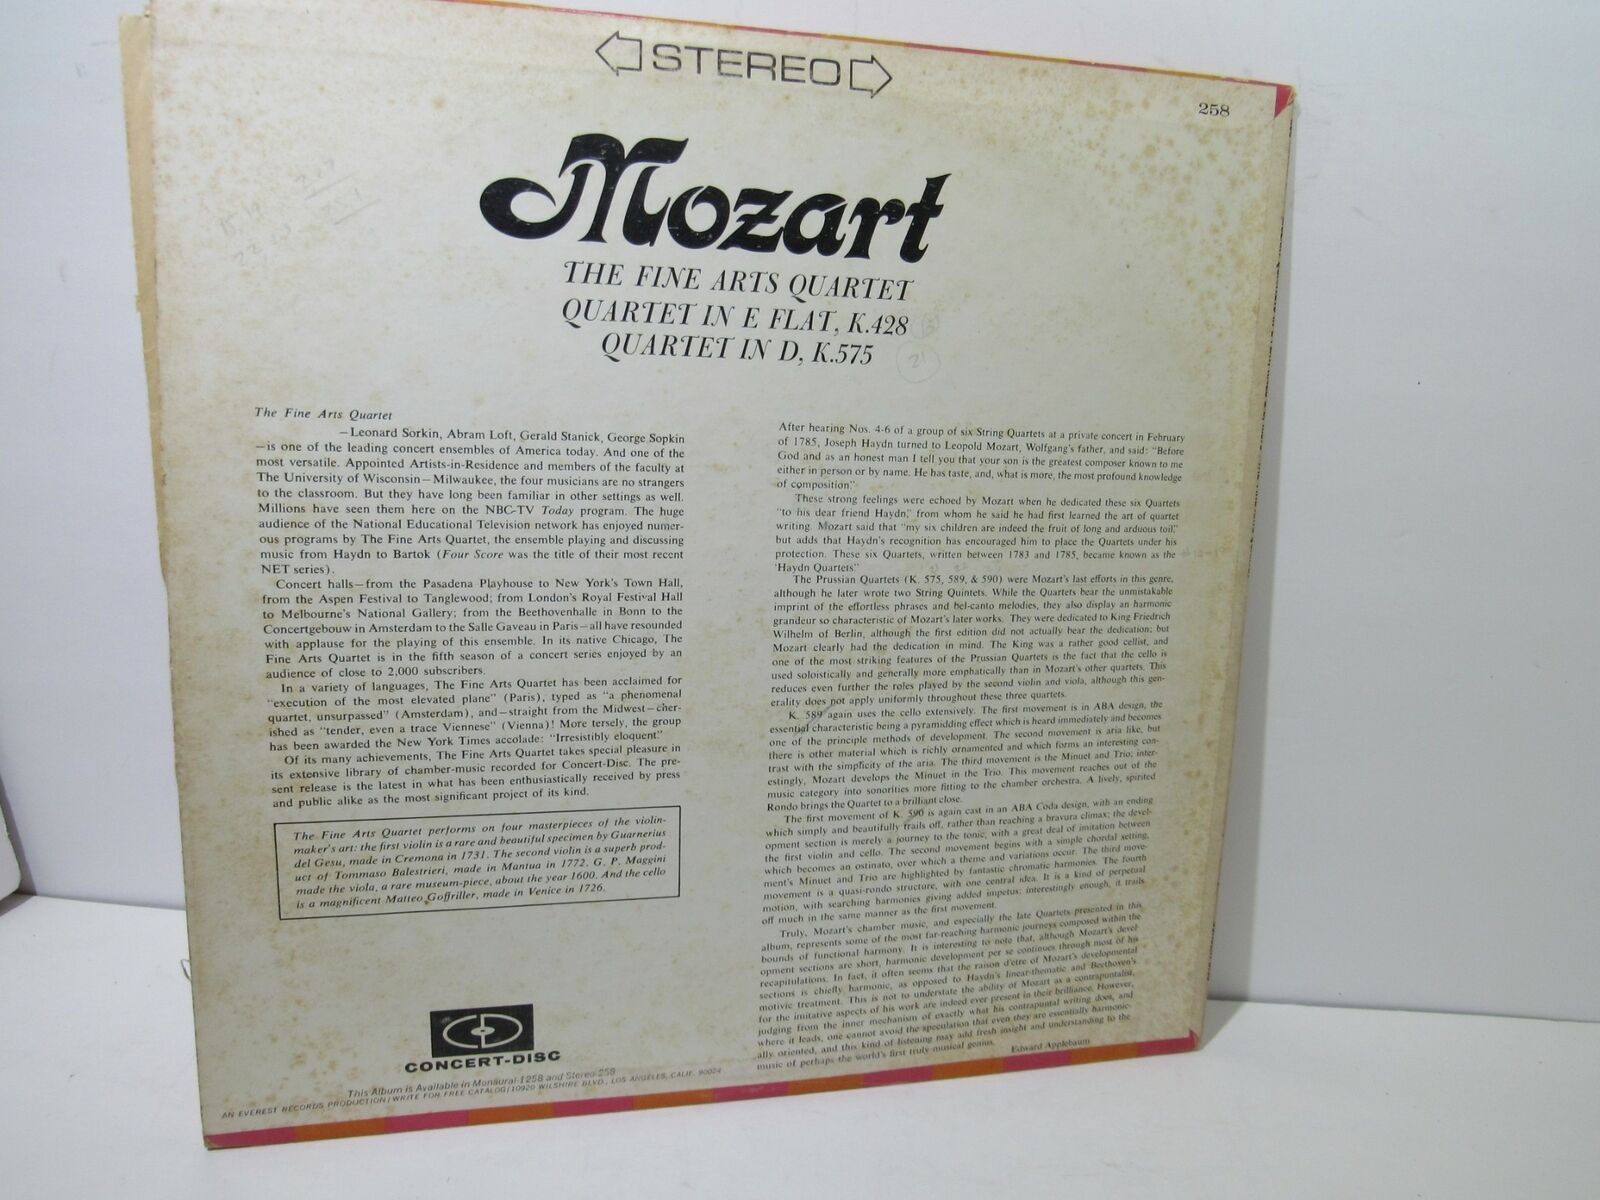 STEREO
258
Mozart
THE FINE ARTS QUARTET
QUARTET IN E FLAT, K.428
QUARTET IN D, K.575
21
The Fine Arts Quartet
—Leonard Sorkin, Abram Loft, Gerald Stanick, George Sopkin
—is one of the leading concert ensembles of America today. And one of the
most versatile. Appointed Artists-in-Residence and members of the faculty at
The University of Wisconsin—Milwaukee, the four musicians are no strangers
to the classroom. But they have long been familiar in other settings as well.
Millions have seen them here on the NBC-TV Today program. The huge
audience of the National Educational Television network has enjoyed numer-
ous programs by The Fine Arts Quartet, the ensemble playing and discussing
music from Haydn to Bartok (Four Score was the title of their most recent
NET series).
Concert halls—from the Pasadena Playhouse to New York's Town Hall,
from the Aspen Festival to Tanglewood; from London's Royal Festival Hall
to Melbourne's National Gallery; from the Beethovenhalle in Bonn to the
Concertgebouw in Amsterdam to the Salle Gaveau in Paris—all have resounded
with applause for the playing of this ensemble. In its native Chicago, The
Fine Arts Quartet is in the fifth season of a concert series enjoyed by an
audience of close to 2,000 subscribers.
In a variety of languages, The Fine Arts Quartet has been acclaimed for
"execution of the most elevated plane" (Paris), typed as "a phenomenal
quartet, unsurpassed" (Amsterdam), and—straight from the Midwest—cher-
ished as "tender, even a trace Viennese" (Vienna)! More tersely, the group
has been awarded the New York Times accolade: "Irresistibly eloquent."
Of its many achievements, The Fine Arts Quartet takes special pleasure in
its extensive library of chamber-music recorded for Concert-Disc. The pre-
sent release is the latest in what has been enthusiastically received by press
and public alike as the most significant project of its kind.
The Fine Arts Quartet performs on four masterpieces of the violin-
maker's art: the first violin is a rare and beautiful specimen by Guarnerius
del Gesu, made in Cremona in 1731. The second violin is a superb prod-
uct of Tommaso Balestrieri, made in Mantua in 1772. G. P. Maggini
made the viola, a rare museum-piece, about the year 1600. And the cello
is a magnificent Matteo Goffriller, made in Venice in 1726.
CONCERT-DISC
This Album is Available in Monaural-1258 and Stereo-258
AN EVEREST RECORDS PRODUCTION / WRITE FOR FREE CATALOG / 10920 WILSHIRE BLVD., LOS ANGELES, CALIF. 90024
After hearing Nos. 4-6 of a group of six String Quartets at a private concert in February
of 1785, Joseph Haydn turned to Leopold Mozart, Wolfgang's father, and said: "Before
God and as an honest man I tell you that your son is the greatest composer known to me
either in person or by name. He has taste, and, what is more, the most profound knowledge
of composition."
These strong feelings were echoed by Mozart when he dedicated these six Quartets
"to his dear friend Haydn," from whom he said he had first learned the art of quartet
writing. Mozart said that "my six children are indeed the fruit of long and arduous toil,"
but adds that Haydn's recognition has encouraged him to place the Quartets under his
protection. These six Quartets, written between 1783 and 1785, became known as the
'Haydn Quartets."
The Prussian Quartets (K. 575, 589, & 590) were Mozart's last efforts in this genre,
although he later wrote two String Quintets. While the Quartets bear the unmistakable
imprint of the effortless phrases and bel-canto melodies, they also display an harmonic
grandeur so characteristic of Mozart's later works. They were dedicated to King Friedrich
Wilhelm of Berlin, although the first edition did not actually bear the dedication; but
Mozart clearly had the dedication in mind. The King was a rather good cellist, and
one of the most striking features of the Prussian Quartets is the fact that the cello is
used soloistically and generally more emphatically than in Mozart's other quartets. This
reduces even further the roles played by the second violin and viola, although this gen-
erality does not apply uniformly throughout these three quartets.
K. 589 again uses the cello extensively. The first movement is in ABA design, the
essential characteristic being a pyramidding effect which is heard immediately and becomes
one of the principle methods of development. The second movement is aria like, but
there is other material which is richly ornamented and which forms an interesting con-
trast with the simplicity of the aria. The third movement is the Minuet and Trio; inter-
estingly, Mozart develops the Minuet in the Trio. This movement reaches out of the
music category into sonorities more fitting to the chamber orchestra. A lively, spirited
Rondo brings the Quartet to a brilliant close.
The first movement of K. 590 is again cast in an ABA Coda design, with an ending
which simply and beautifully trails off, rather than reaching a bravura climax; the devel-
opment section is merely a journey to the tonic, with a great deal of imitation between
the first violin and cello. The second movement begins with a simple chordal setting,
which becomes an ostinato, over which a theme and variations occur. The third move-
ment's Minuet and Trio are highlighted by fantastic chromatic harmonies. The fourth
movement is a quasi-rondo structure, with one central idea. It is a kind of perpetual
motion, with searching harmonies giving added impetus; interestingly enough, it trails
off much in the same manner as the first movement.
Truly, Mozart's chamber music, and especially the late Quartets presented in this
album, represents some of the most far-reaching harmonic journeys composed within the
bounds of functional harmony. It is interesting to note that, although Mozart's devel-
opment sections are short, harmonic development per se continues through most of his
recapitulations. In fact, it often seems that the raison d'etre of Mozart's developmental
sections is chiefly harmonic, as opposed to Haydn's linear-thematic and Beethoven's
motivic treatment. This is not to understate the ability of Mozart as a contrapuntalist,
for the imitative aspects of his work are indeed ever present in their brilliance. However,
judging from the inner mechanism of exactly what his contrapuntal writing does, and
where it leads, one cannot avoid the speculation that even they are essentially harmonic-
ally oriented, and this kind of listening may add fresh insight and understanding to the
music of perhaps the world's first truly musical genius.
Edward Applebaum